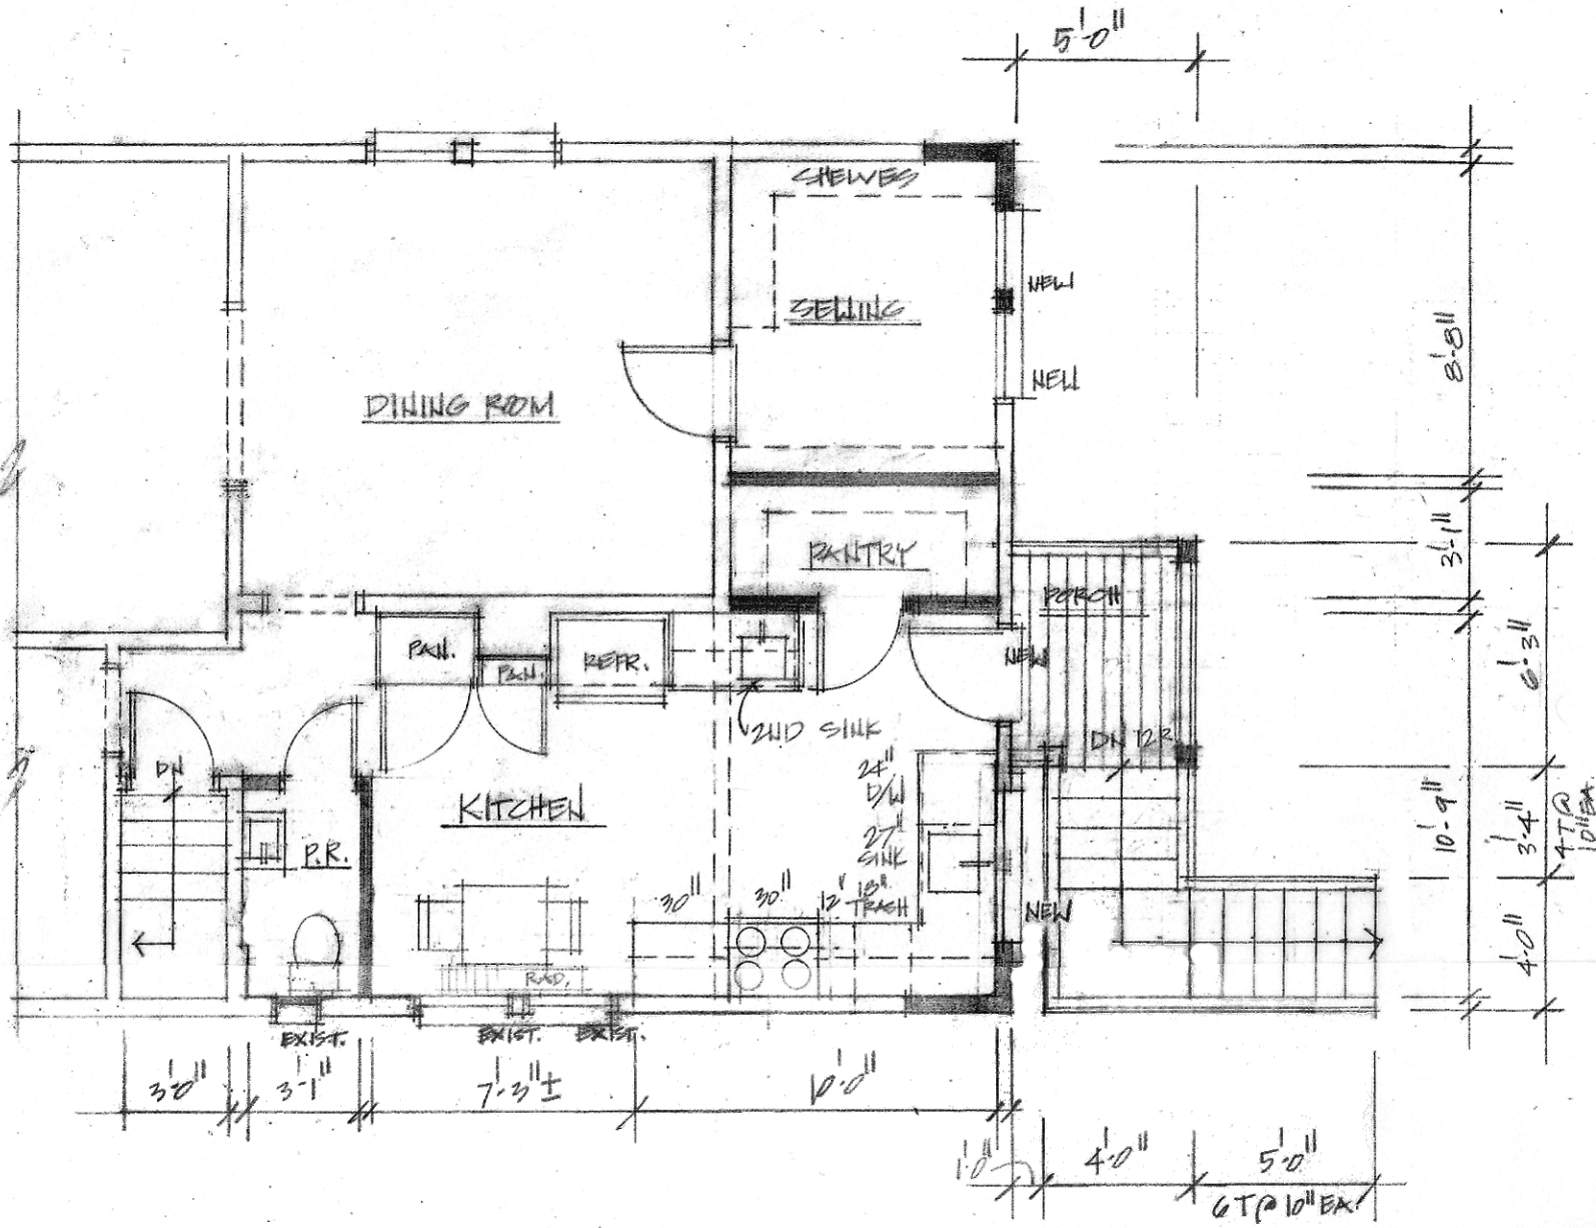 5'-0"
SHELVES
NEW
SEWING
8'-8"
NEW
DINING ROOM
3'-1"
PANTRY
PORCH
PAN.
PAN.
REFR.
NEW
6'-3"
2ND SINK
DN 12R
DN
24"
D/W
KITCHEN
27"
SINK
10'-9"
3'-4"
4T@
10"EA.
P.R.
30"
30"
12"
18"
TRASH
NEW
4'-0"
RAD.
EXIST.
EXIST.
EXIST.
3'-0"
3'-1"
7'-3"±
10'-0"
1'-0"
4'-0"
5'-0"
6T@10"EA.